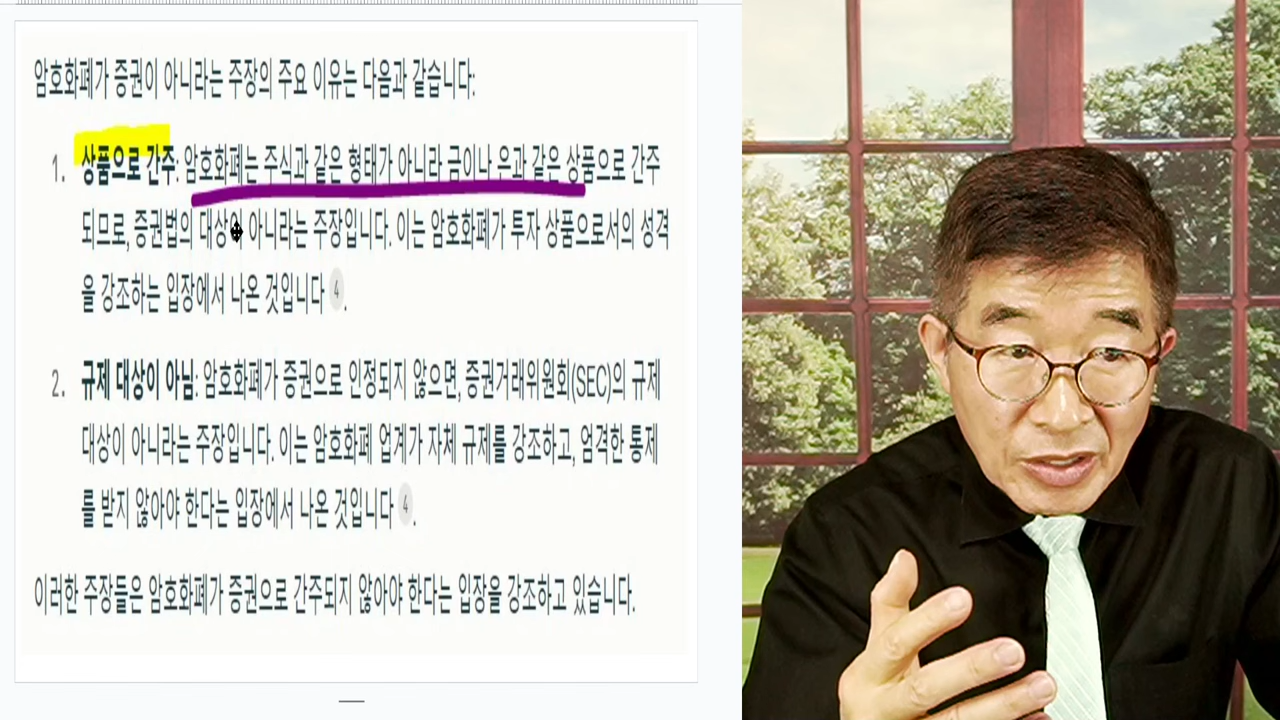 암호화폐가 증권이 아니라는 주장의 주요 이유는 다음과 같습니다:
1. 상품으로 간주: 암호화폐는 주식과 같은 형태가 아니라 금이나 은과 같은 상품으로 간주
되므로, 증권법의 대상이 아니라는 주장입니다. 이는 암호화폐가 투자 상품으로서의 성격
을 강조하는 입장에서 나온 것입니다 4.
2. 규제 대상이 아님: 암호화폐가 증권으로 인정되지 않으면, 증권거래위원회(SEC)의 규제
대상이 아니라는 주장입니다. 이는 암호화폐 업계가 자체 규제를 강조하고, 엄격한 통제
를 받지 않아야 한다는 입장에서 나온 것입니다 4.
이러한 주장들은 암호화폐가 증권으로 간주되지 않아야 한다는 입장을 강조하고 있습니다.